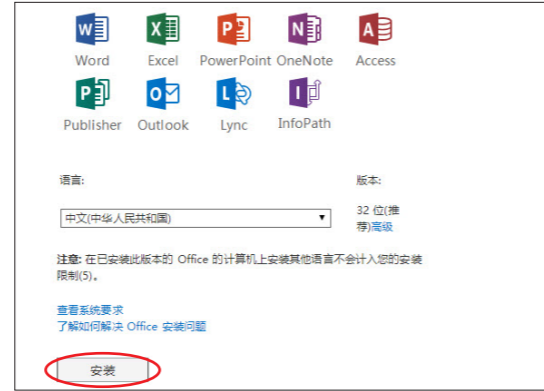 Word Excel PowerPoint OneNote Access
Publisher Outlook Lync InfoPath
语言: 版本:
中文(中华人民共和国) 32 位(推
荐)高级
注意: 在已安装此版本的 Office 的计算机上安装其他语言不会计入您的安装
限制(5)。
查看系统要求
了解如何解决 Office 安装问题
安装